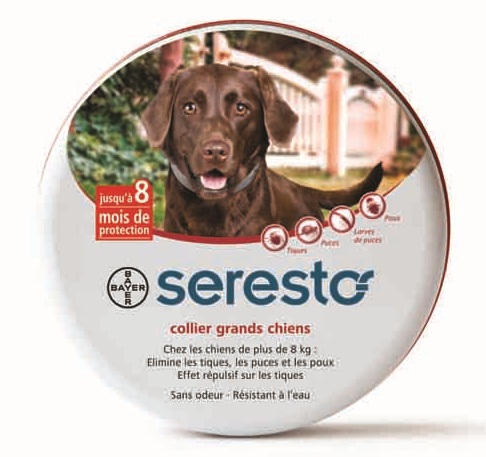 jusqu'à 8
mois de
protection
Tiques
Puces
Larves
de puces
Poux
BAYER
BAYER
seresto
collier grands chiens
Chez les chiens de plus de 8 kg :
Elimine les tiques, les puces et les poux
Effet répulsif sur les tiques
Sans odeur - Résistant à l'eau